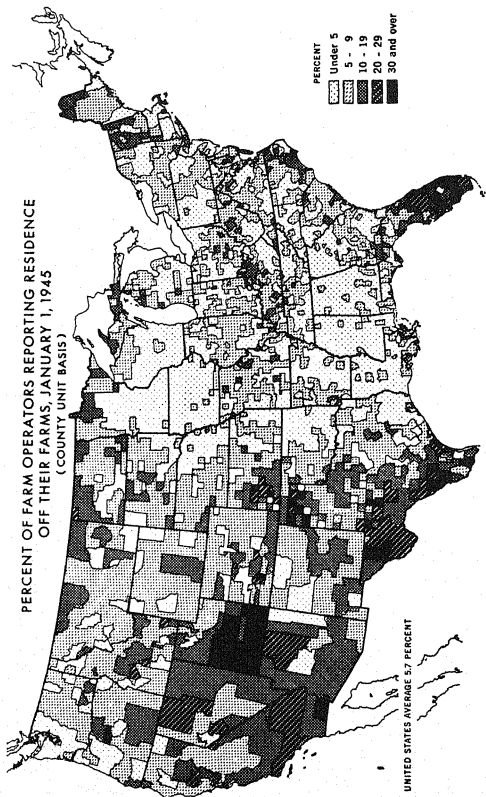 PERCENT OF FARM OPERATORS REPORTING RESIDENCE
OFF THEIR FARMS, JANUARY 1, 1945
(COUNTY UNIT BASIS)
PERCENT
Under 5
5 - 9
10 - 19
20 - 29
30 and over
UNITED STATES AVERAGE 5.7 PERCENT